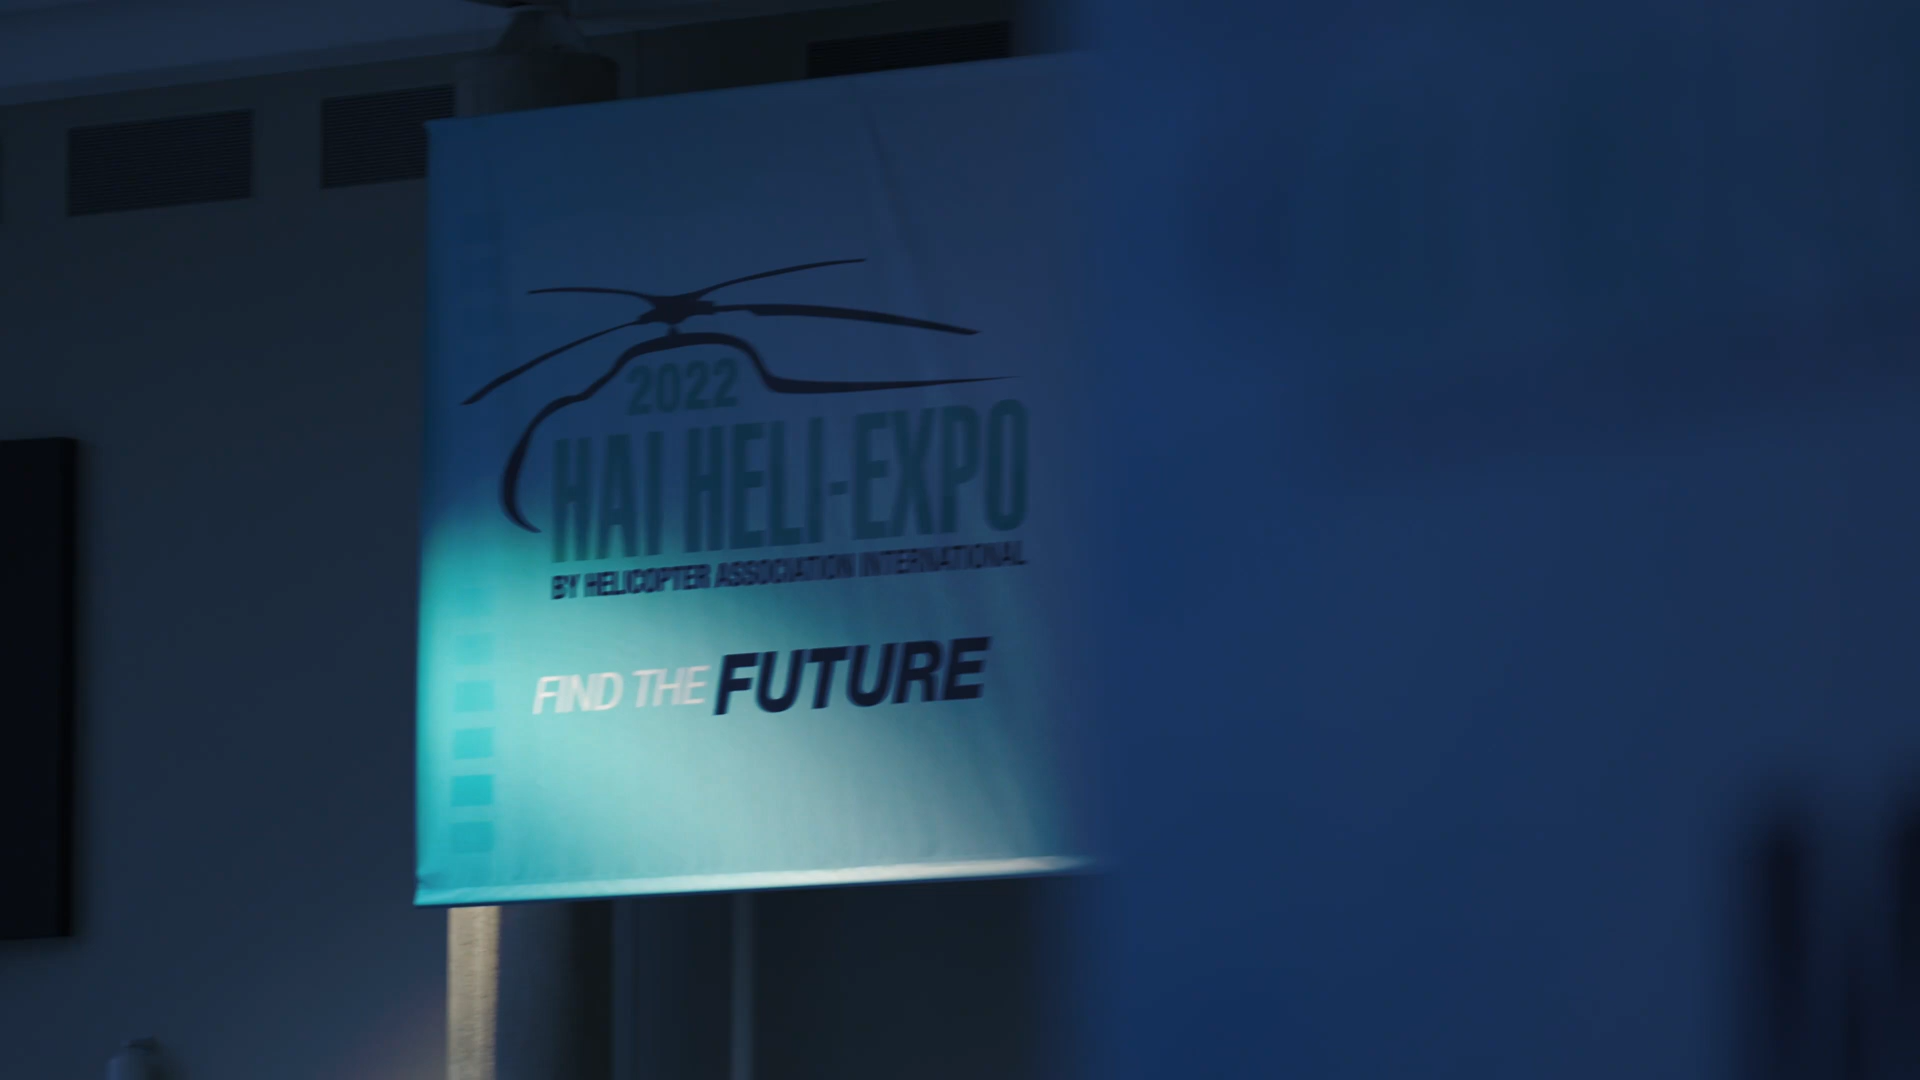 2022
HAI HELI-EXPO
BY HELICOPTER ASSOCIATION INTERNATIONAL
FIND THE FUTURE